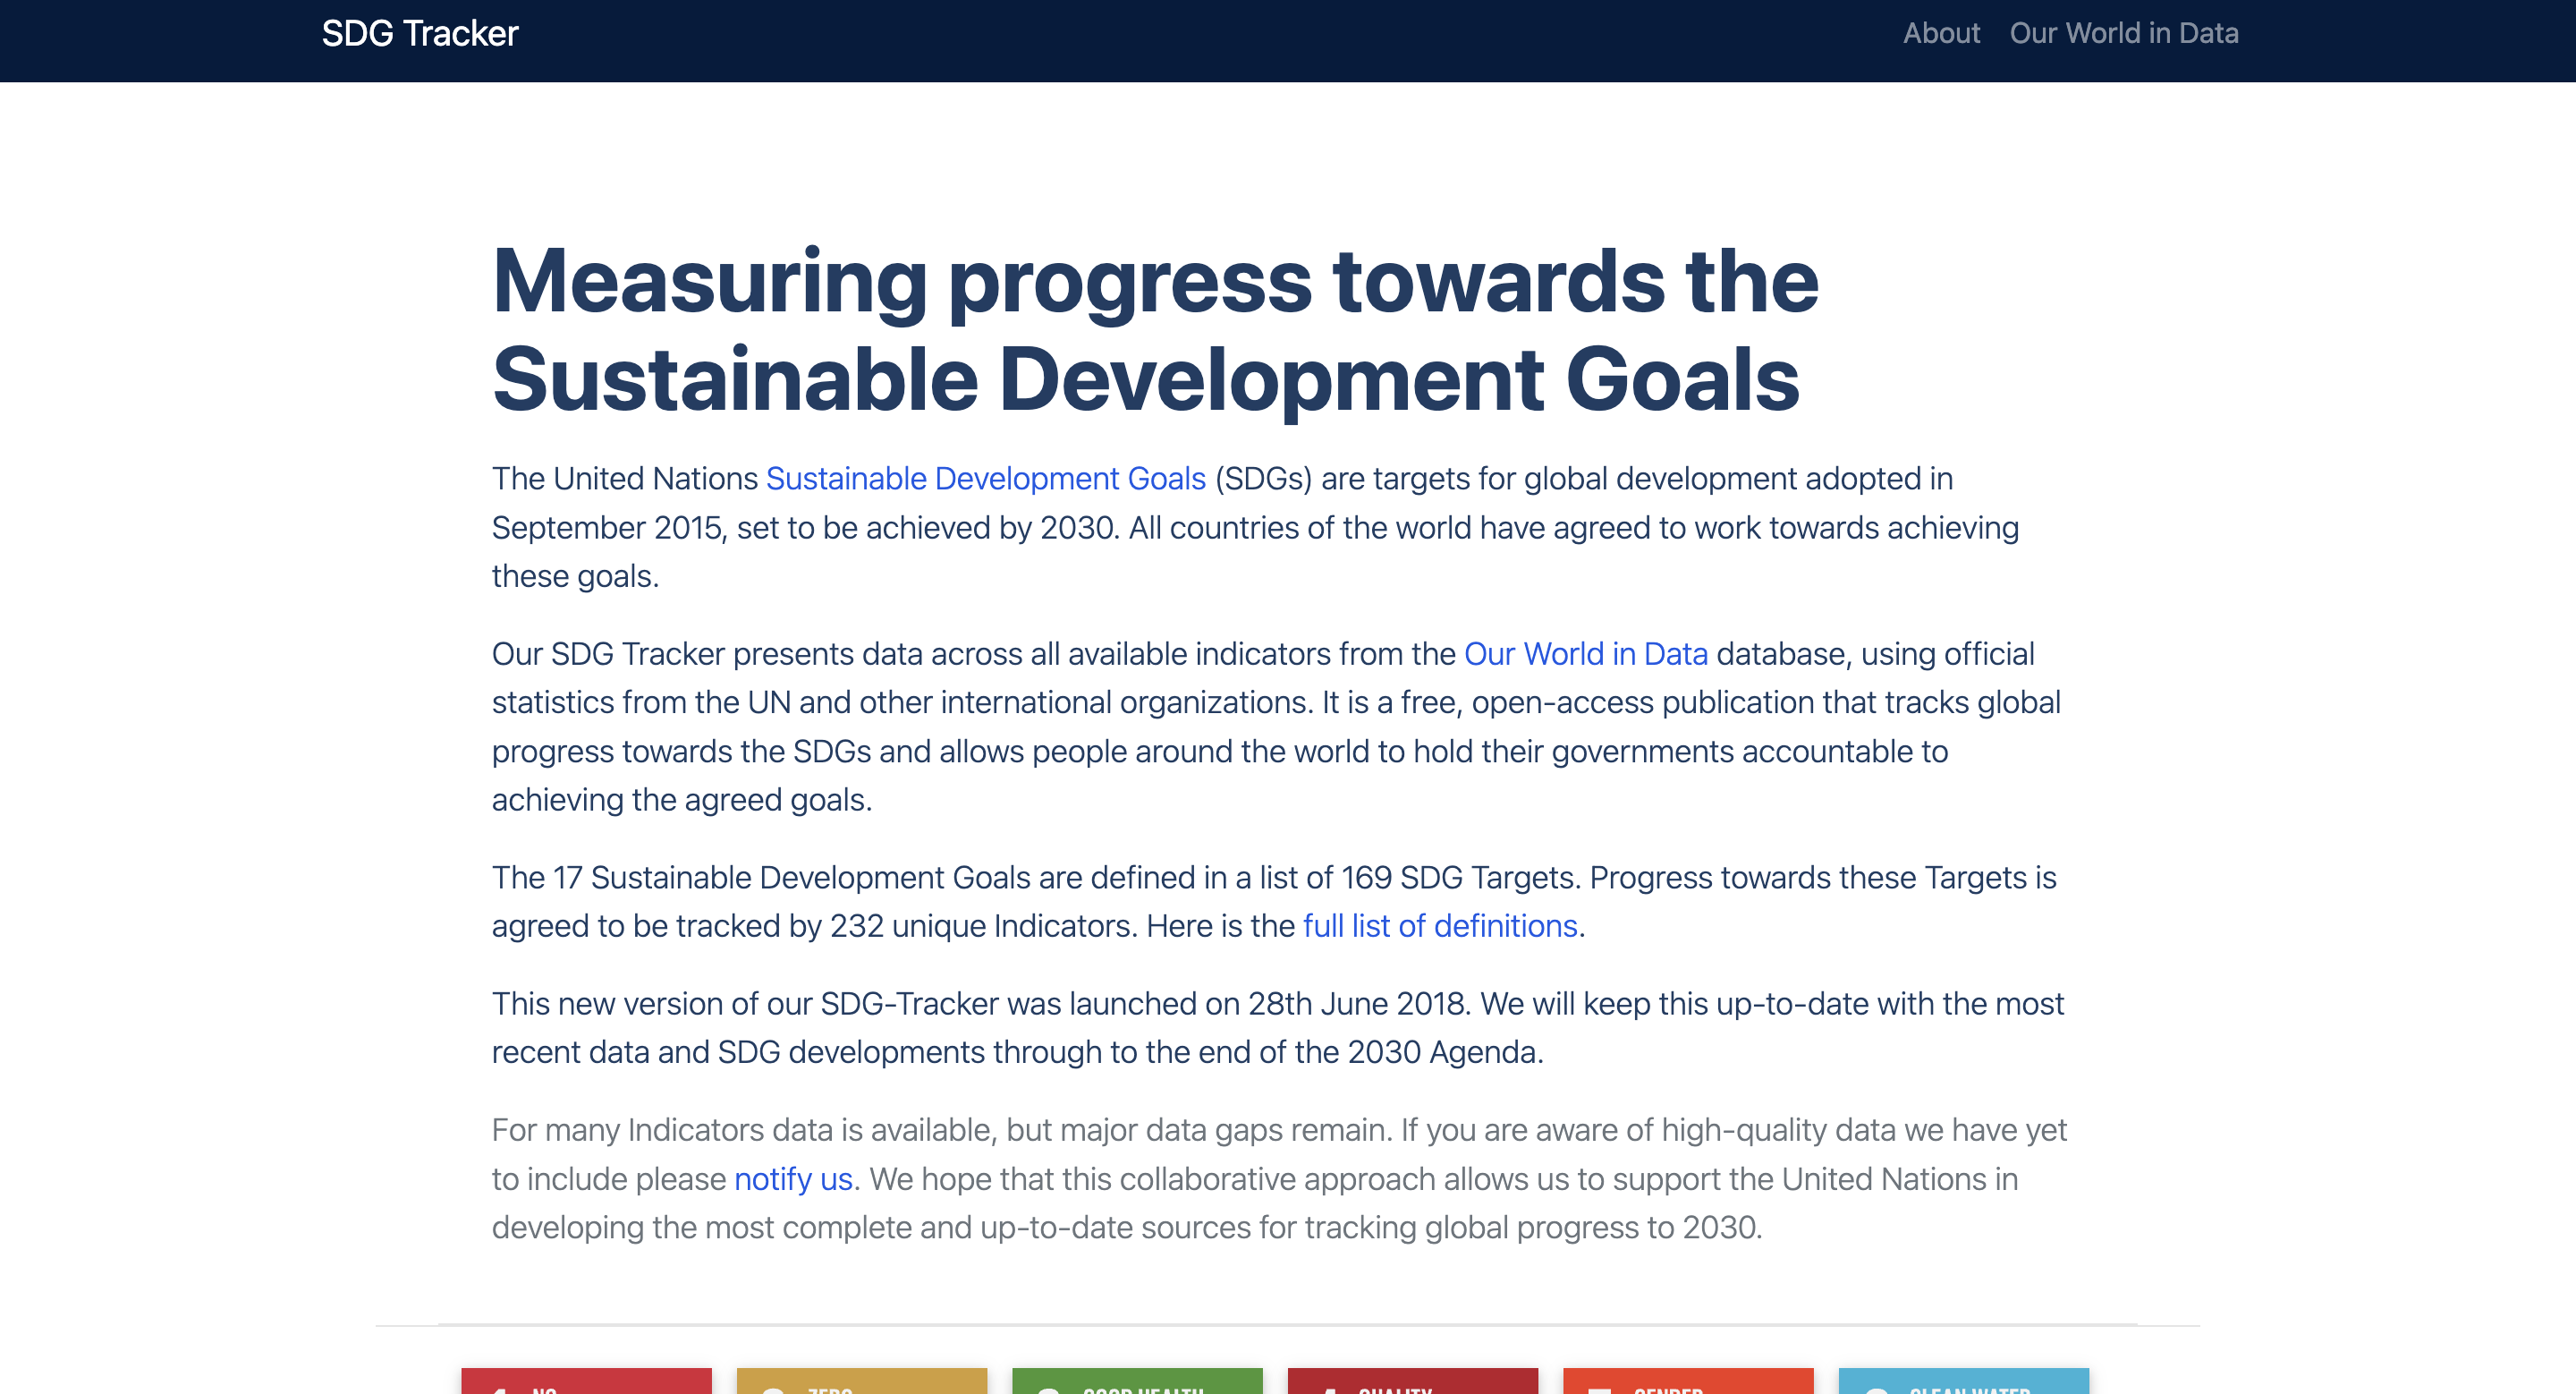 SDG Tracker
About
Our World in Data
Measuring progress towards the
Sustainable Development Goals
The United Nations Sustainable Development Goals (SDGs) are targets for global development adopted in
September 2015, set to be achieved by 2030. All countries of the world have agreed to work towards achieving
these goals.
Our SDG Tracker presents data across all available indicators from the Our World in Data database, using official
statistics from the UN and other international organizations. It is a free, open-access publication that tracks global
progress towards the SDGs and allows people around the world to hold their governments accountable to
achieving the agreed goals.
The 17 Sustainable Development Goals are defined in a list of 169 SDG Targets. Progress towards these Targets is
agreed to be tracked by 232 unique Indicators. Here is the full list of definitions.
This new version of our SDG-Tracker was launched on 28th June 2018. We will keep this up-to-date with the most
recent data and SDG developments through to the end of the 2030 Agenda.
For many Indicators data is available, but major data gaps remain. If you are aware of high-quality data we have yet
to include please notify us. We hope that this collaborative approach allows us to support the United Nations in
developing the most complete and up-to-date sources for tracking global progress to 2030.
NO
ZERO
GOOD HEALTH
QUALITY
GENDER
CLEAN WATER